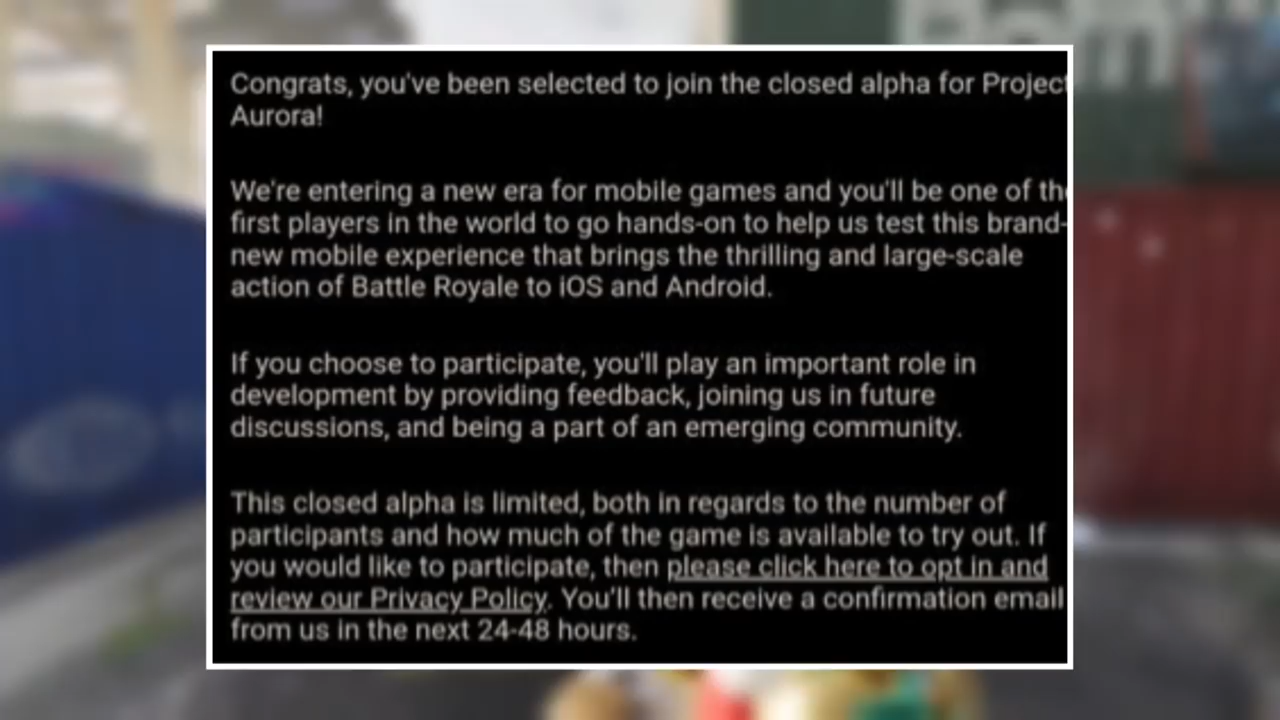 Congrats, you've been selected to join the closed alpha for Project
Aurora!
We're entering a new era for mobile games and you'll be one of the
first players in the world to go hands-on to help us test this brand-
new mobile experience that brings the thrilling and large-scale
action of Battle Royale to iOS and Android.
If you choose to participate, you'll play an important role in
development by providing feedback, joining us in future
discussions, and being a part of an emerging community.
This closed alpha is limited, both in regards to the number of
participants and how much of the game is available to try out. If
you would like to participate, then please click here to opt in and
review our Privacy Policy. You'll then receive a confirmation email
from us in the next 24-48 hours.